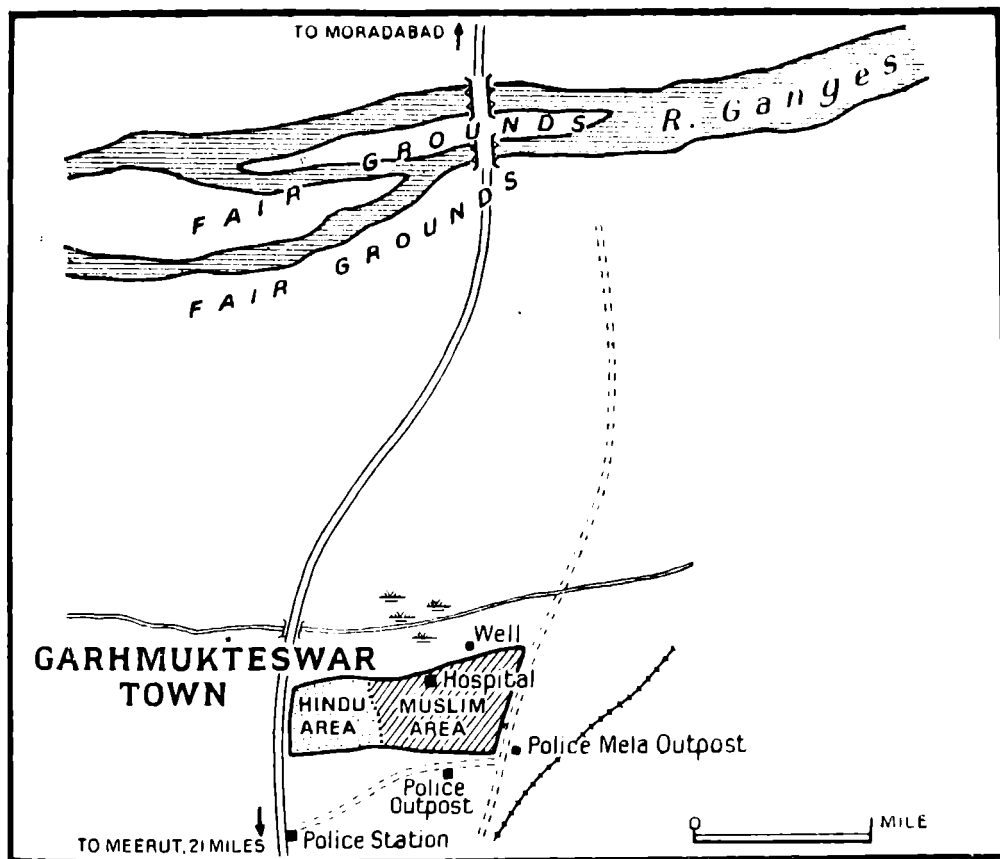 TO MORADABAD
R. Ganges
FAIR GROUNDS
FAIR GROUNDS
Well
GARHMUKTESWAR
TOWN
Hospital
HINDU
AREA
MUSLIM
AREA
Police Mela Outpost
Police
Outpost
0 MILE
Police Station
TO MEERUT, 21 MILES